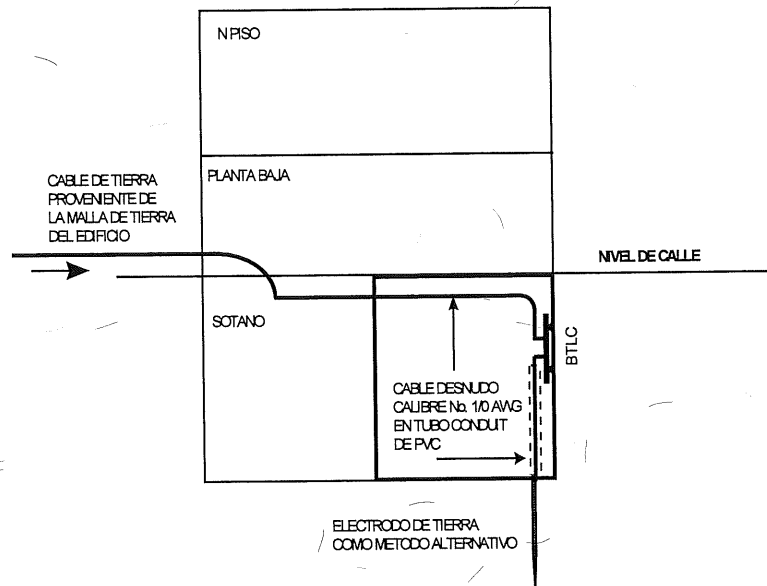 N PISO
PLANTA BAJA
CABLE DE TIERRA
PROVENIENTE DE
LA MALLA DE TIERRA
DEL EDIFICIO
NIVEL DE CALLE
SOTANO
BTLC
CABLE DESNUDO
CALIBRE No. 1/0 AWG
EN TUBO CONDUIT
DE PVC
ELECTRODO DE TIERRA
COMO METODO ALTERNATIVO